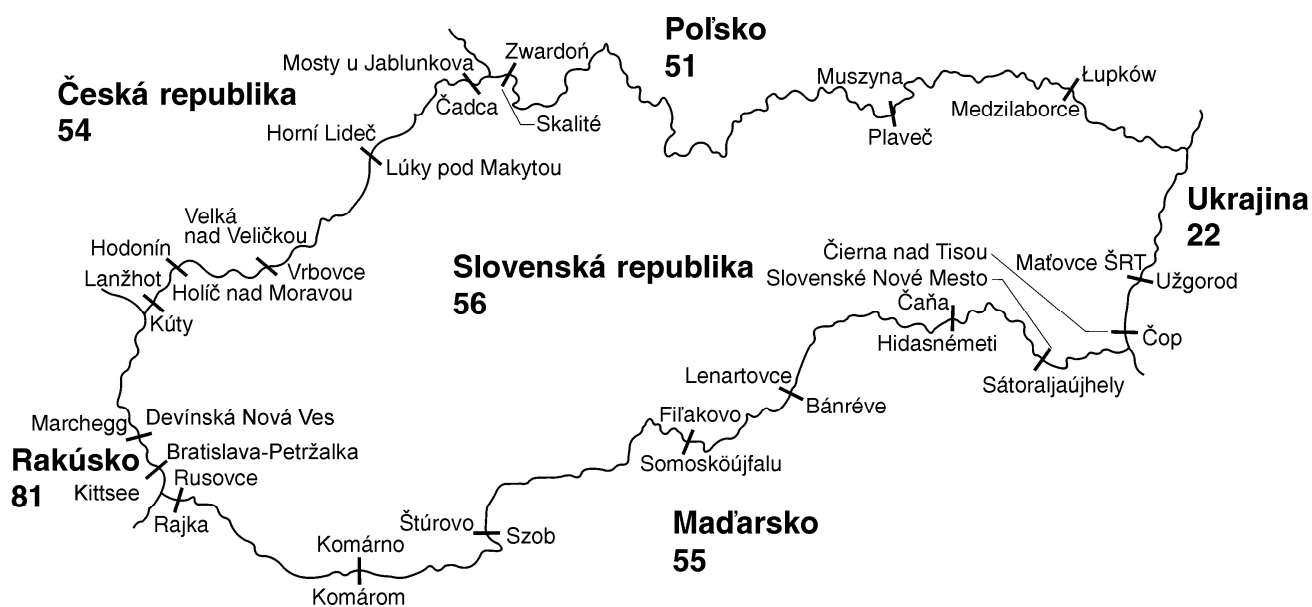 Poľsko
51
Zwardoń
Mosty u Jablunkova
Česká republika
54
Čadca
Skalité
Muszyna
Plaveč
Łupków
Medzilaborce
Horní Lideč
Lúky pod Makytou
Ukrajina
22
Velká
nad Veličkou
Hodonín
Vrbovce
Lanžhot
Holíč nad Moravou
Kúty
Slovenská republika
56
Čierna nad Tisou
Slovenské Nové Mesto
Maťovce ŠRT
Užgorod
Čaňa
Hidasnémeti
Čop
Sátoraljaújhely
Lenartovce
Bánréve
Fiľakovo
Somosköújfalu
Marchegg
Devínská Nová Ves
Rakúsko
81
Bratislava-Petržalka
Kittsee
Rusovce
Rajka
Štúrovo
Szob
Maďarsko
55
Komárno
Komárom